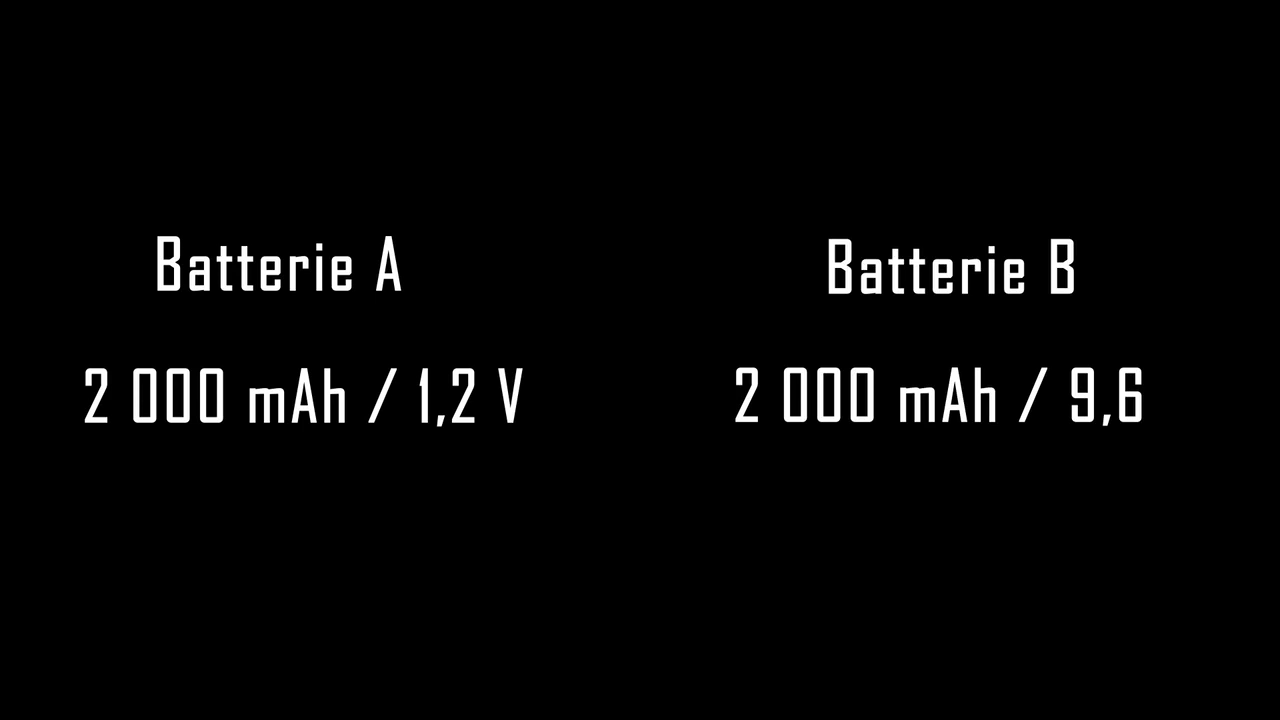 Batterie A
2 000 mAh / 1,2 V
Batterie B
2 000 mAh / 9,6